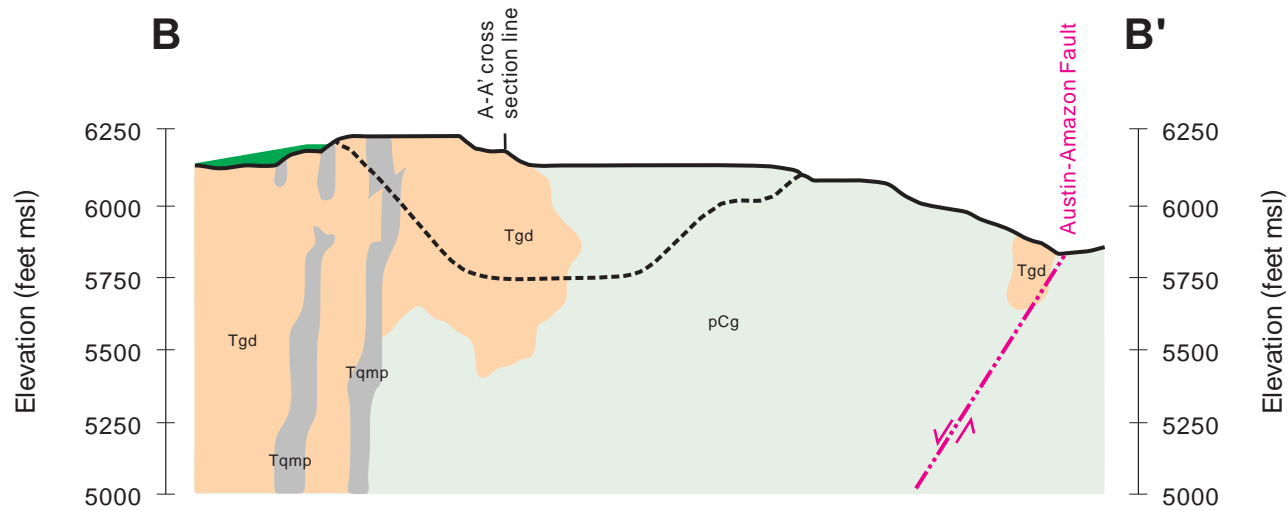 B
A-A' cross
section line
Austin-Amazon Fault
B'
Elevation (feet msl)
6250
6000
5750
5500
5250
5000
Tgd
Tgd
Tqmp
Tqmp
pCg
Tgd
6250
6000
5750
5500
5250
5000
Elevation (feet msl)